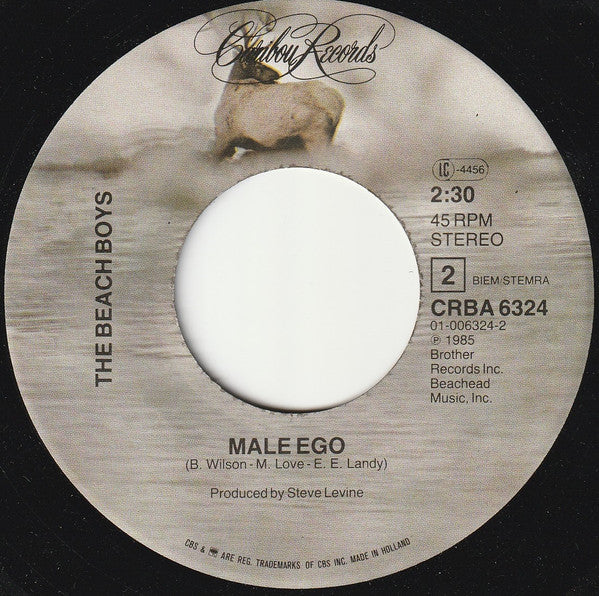 Caribou Records
LC -4456
2:30
45 RPM
STEREO
2 BIEM/STEMRA
CRBA 6324
01-006324-2
℗ 1985
Brother
Records Inc.
Beachead
Music, Inc.
THE BEACH BOYS
MALE EGO
(B. Wilson - M. Love - E. E. Landy)
Produced by Steve Levine
CBS & ARE REG. TRADEMARKS OF CBS INC. MADE IN HOLLAND